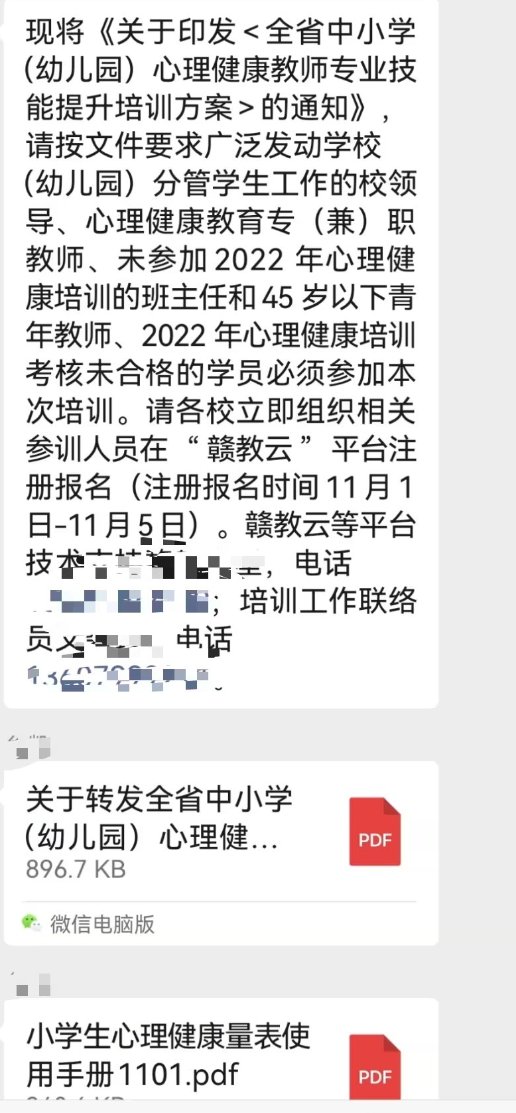 现将《关于印发＜全省中小学
(幼儿园）心理健康教师专业技
能提升培训方案＞的通知》，
请按文件要求广泛发动学校
(幼儿园）分管学生工作的校领
导、心理健康教育专（兼）职
教师、未参加 2022 年心理健
康培训的班主任和 45 岁以下青
年教师、2022 年心理健康培训
考核未合格的学员必须参加本
次培训。请各校立即组织相关
参训人员在 “ 赣教云 ” 平台注
册报名（注册报名时间 11 月 1
日-11 月 5 日）。赣教云等平台
技术，电话
；培训工作联络
员 电话
。
关于转发全省中小学
(幼儿园）心理健...
896.7 KB
PDF
微信电脑版
小学生心理健康量表使
用手册1101.pdf
PDF